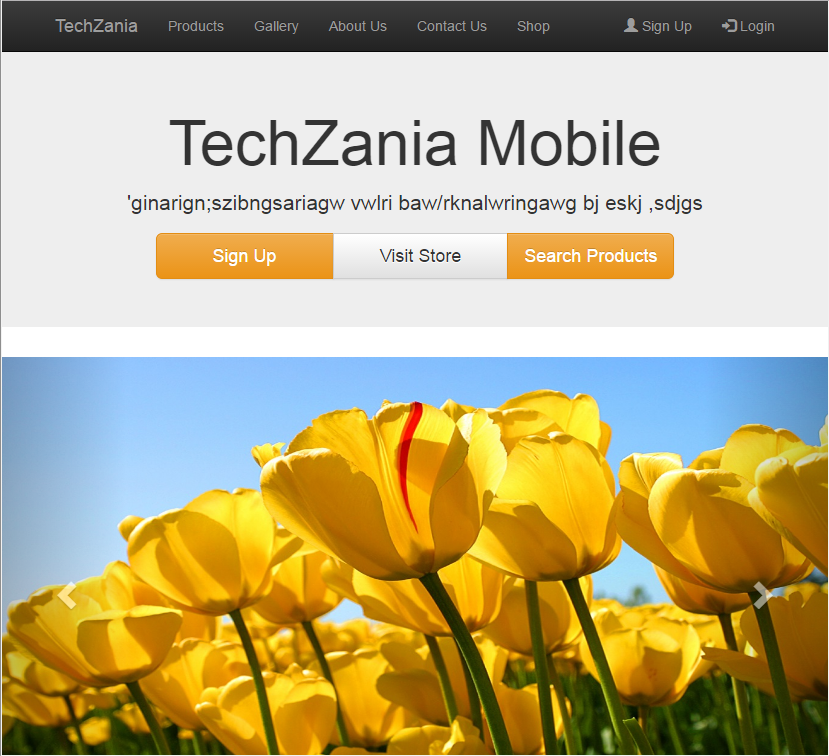 TechZania Products Gallery About Us Contact Us Shop Sign Up Login
TechZania Mobile
'ginarign;szibngsariagw vwlri baw/rknalwringawg bj eskj ,sdjgs
Sign Up Visit Store Search Products